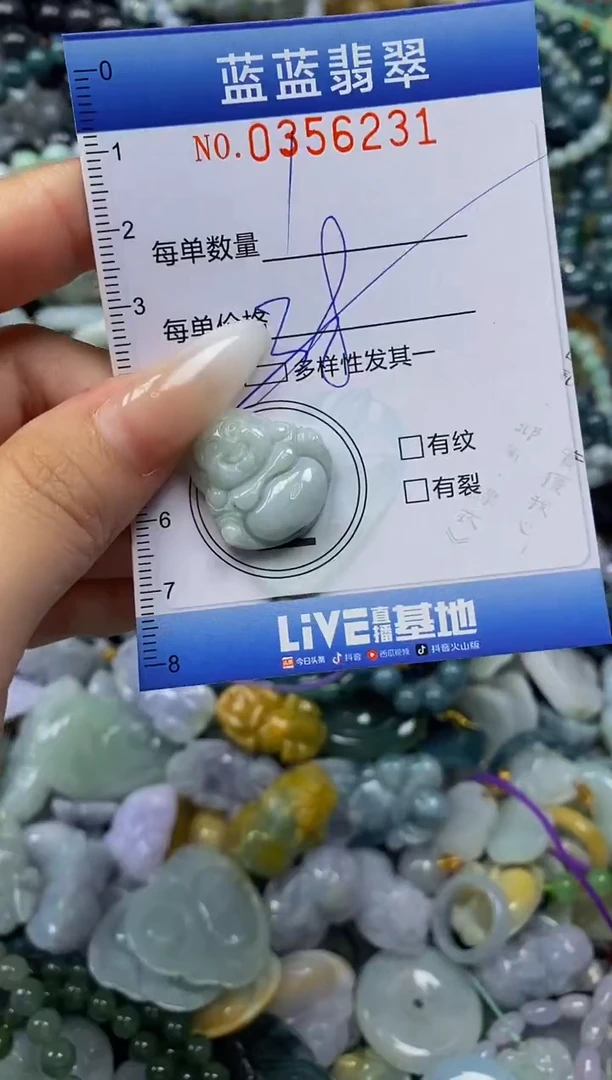 蓝蓝翡翠
NO.0356231
0
1
2
3
6
7
8
每单数量
每单价格
多样性发其一
有纹
有裂
LiVE直播基地
今日头条 抖音 西瓜视频 抖音火山版